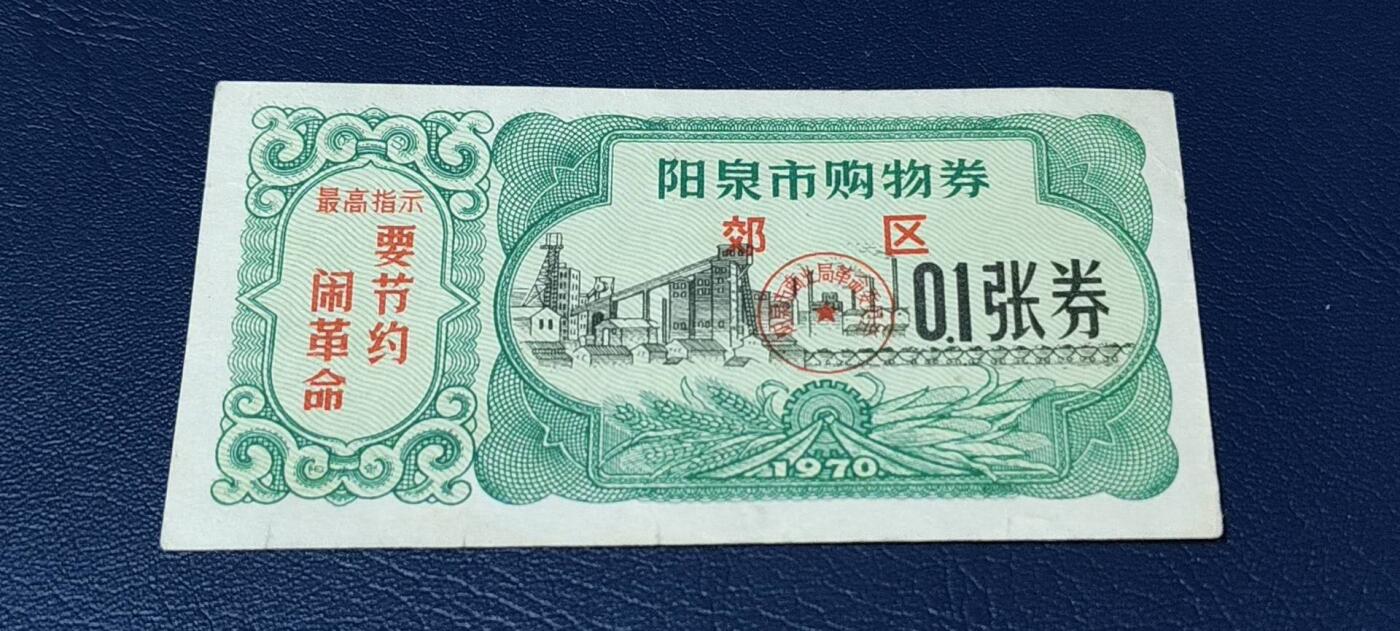 最高指示
要节约
闹革命
阳泉市购物券
郊区
0.1张券
1970